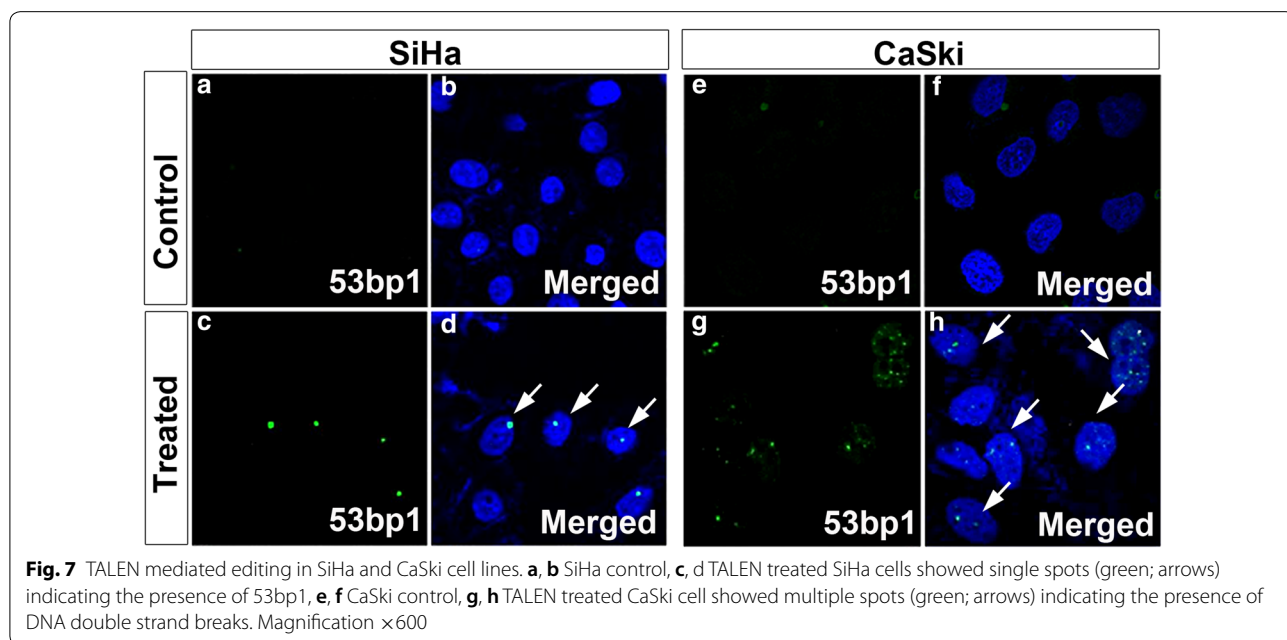 SiHa
CaSki
Control
a
b
e
f
53bp1
Merged
53bp1
Merged
Treated
c
d
g
h
53bp1
Merged
53bp1
Merged
Fig. 7 TALEN mediated editing in SiHa and CaSki cell lines. a, b SiHa control, c, d TALEN treated SiHa cells showed single spots (green; arrows)
indicating the presence of 53bp1, e, f CaSki control, g, h TALEN treated CaSki cell showed multiple spots (green; arrows) indicating the presence of
DNA double strand breaks. Magnification ×600